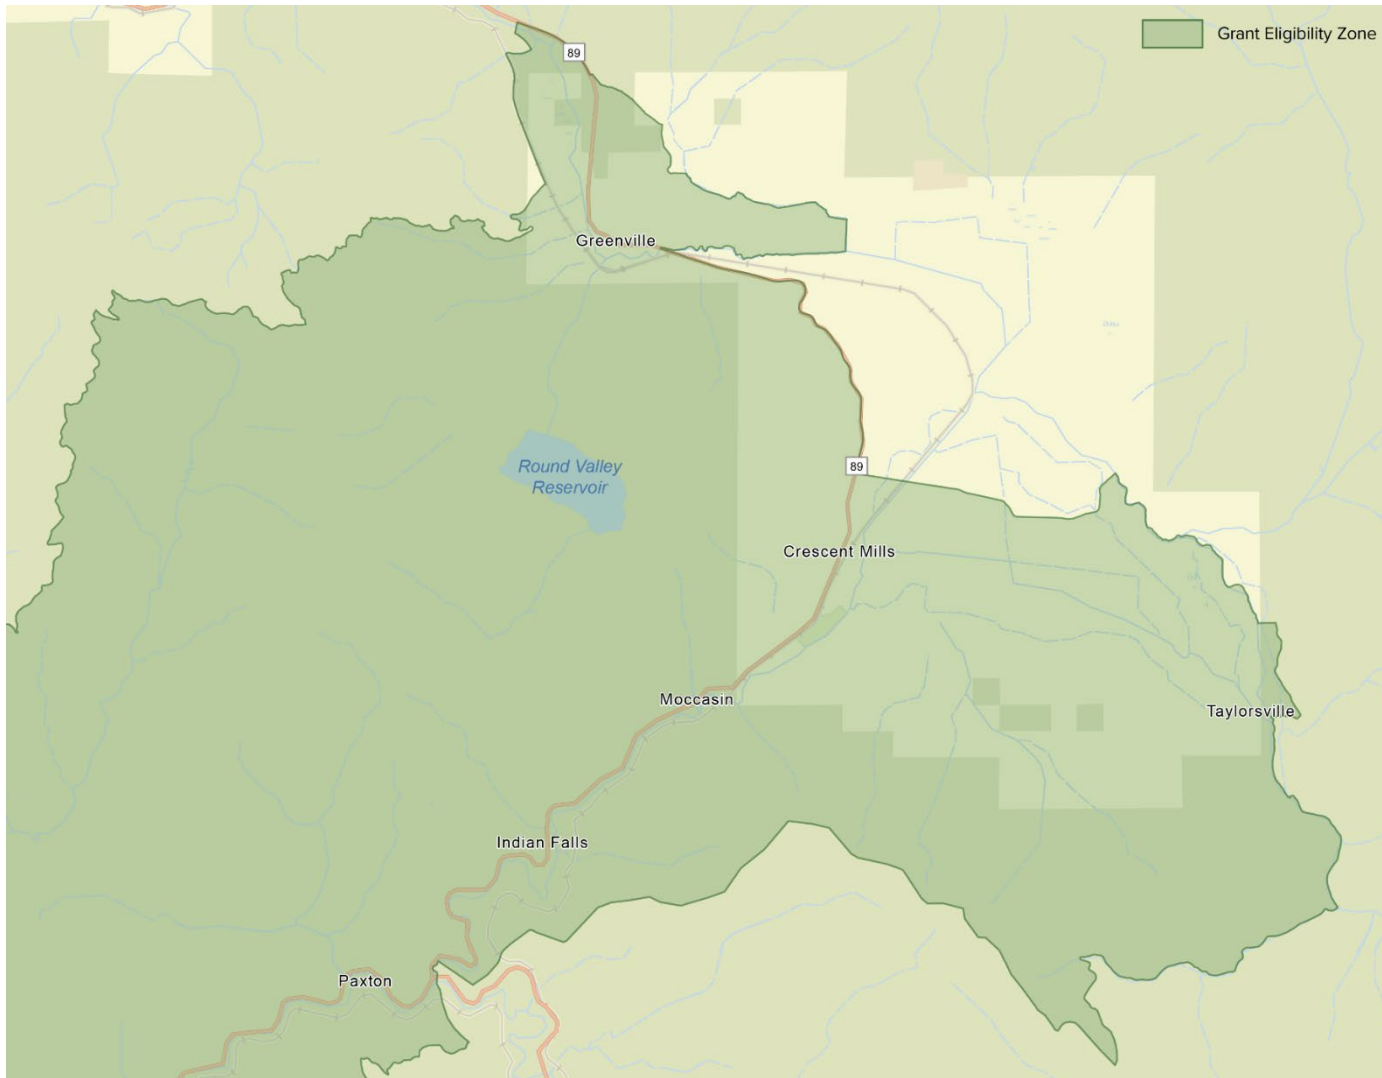 Grant Eligibility Zone
89
Greenville
89
Round Valley
Reservoir
Crescent Mills
Moccasin
Taylorsville
Indian Falls
Paxton